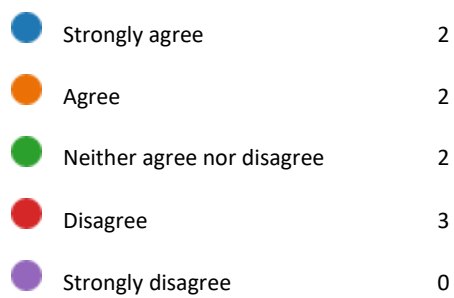 Strongly agree 2
Agree 2
Neither agree nor disagree 2
Disagree 3
Strongly disagree 0